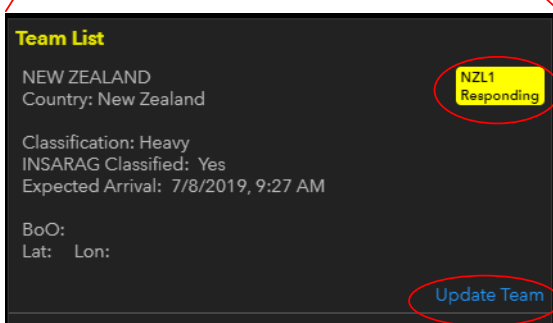 Team List
NEW ZEALAND
Country: New Zealand
NZL1
Responding
Classification: Heavy
INSARAG Classified: Yes
Expected Arrival: 7/8/2019, 9:27 AM
BoO:
Lat: Lon:
Update Team